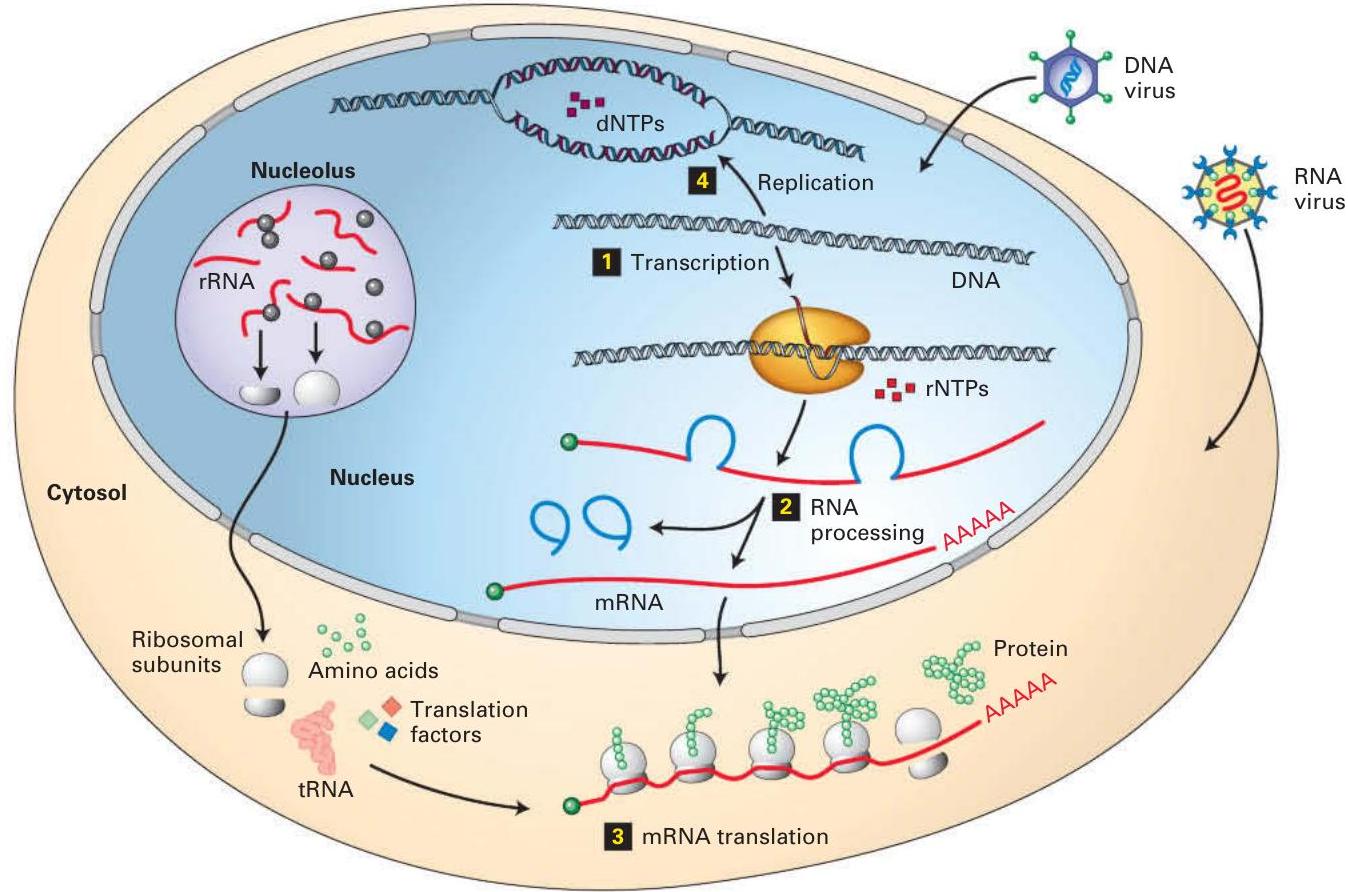 DNA
virus
dNTPs
Nucleolus
4 Replication
RNA
virus
rRNA
1 Transcription
DNA
rNTPs
Nucleus
Cytosol
2 RNA
processing
AAAAA
mRNA
Ribosomal
subunits
Amino acids
Protein
AAAAA
Translation
factors
tRNA
3 mRNA translation